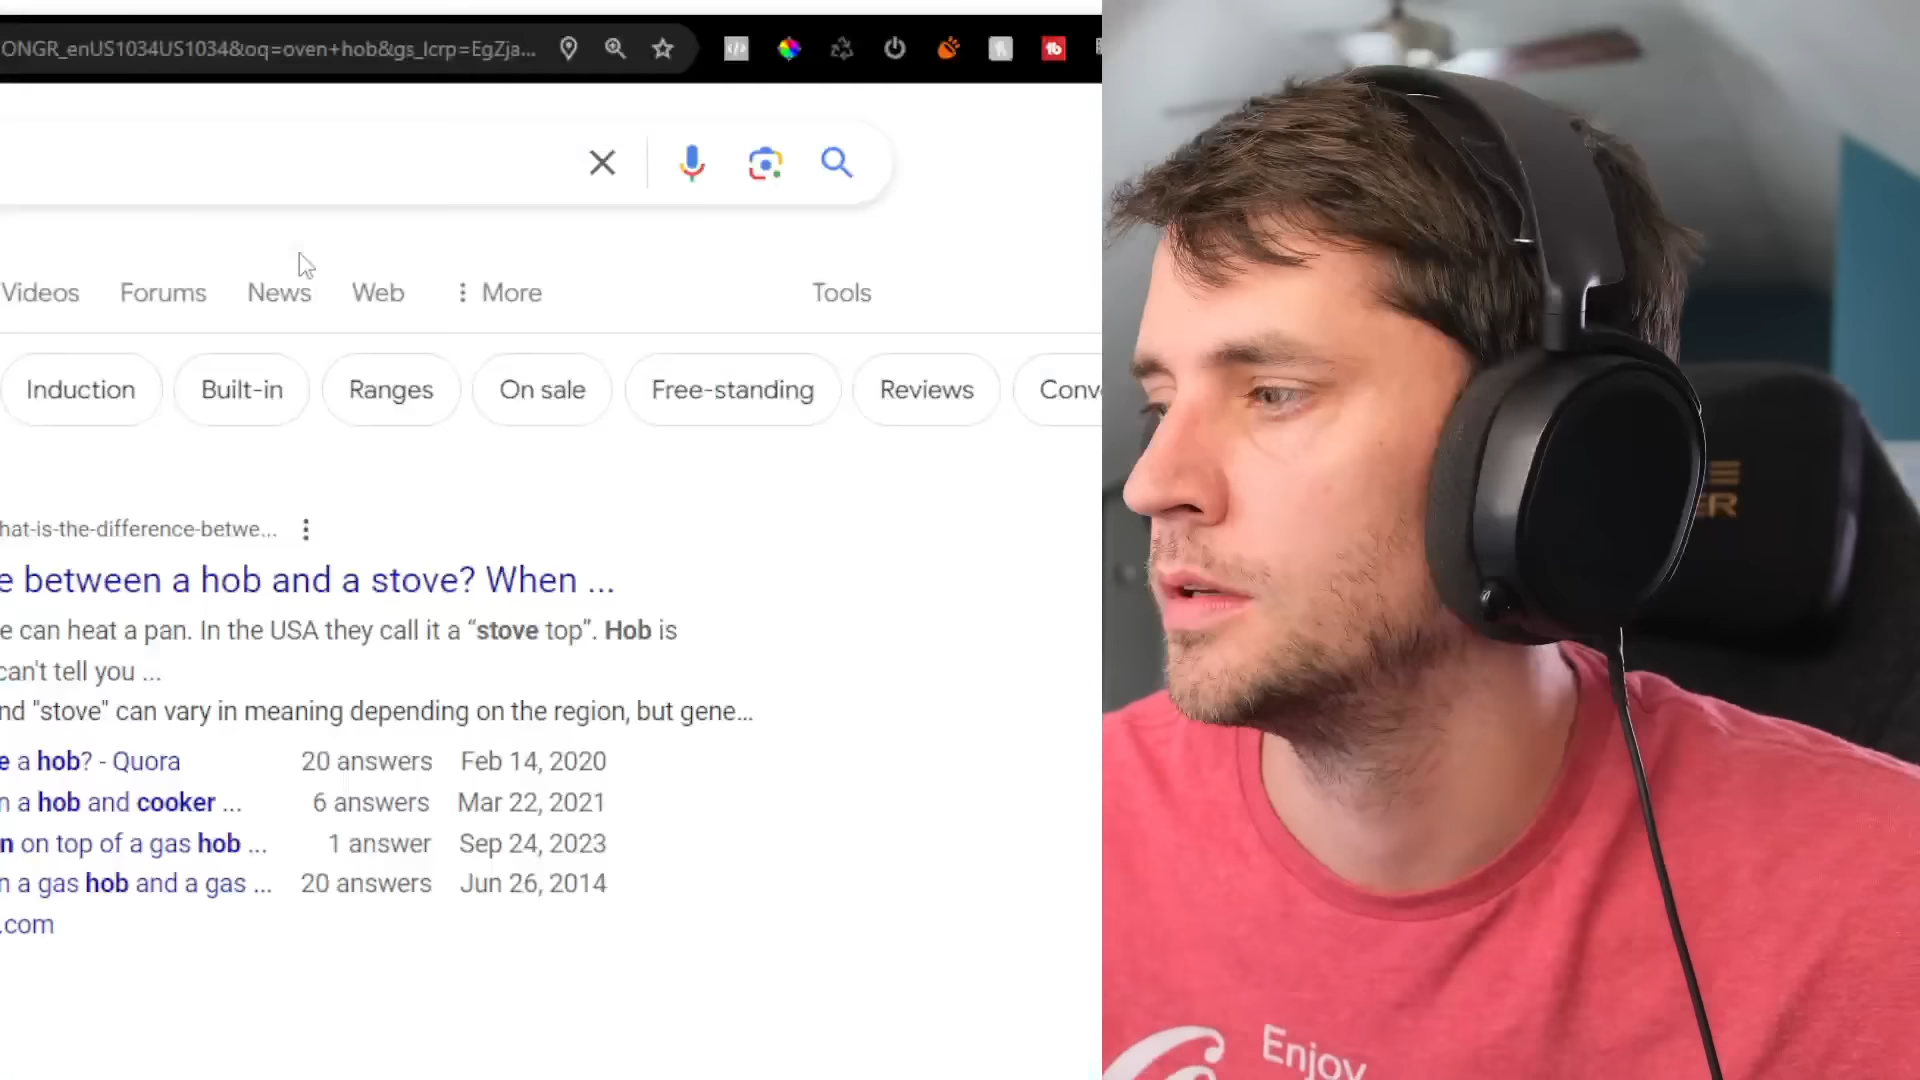 ONGR_enUS1034US1034&oq=oven+hob&gs_lcrp=EgZja...
Videos Forums News Web More Tools
Induction Built-in Ranges On sale Free-standing Reviews Conv
hat-is-the-difference-betwe...
e between a hob and a stove? When ...
e can heat a pan. In the USA they call it a “stove top”. Hob is
can't tell you ...
nd "stove" can vary in meaning depending on the region, but gene...
e a hob? - Quora 20 answers Feb 14, 2020
n a hob and cooker ... 6 answers Mar 22, 2021
n on top of a gas hob ... 1 answer Sep 24, 2023
n a gas hob and a gas ... 20 answers Jun 26, 2014
.com
Enjoy